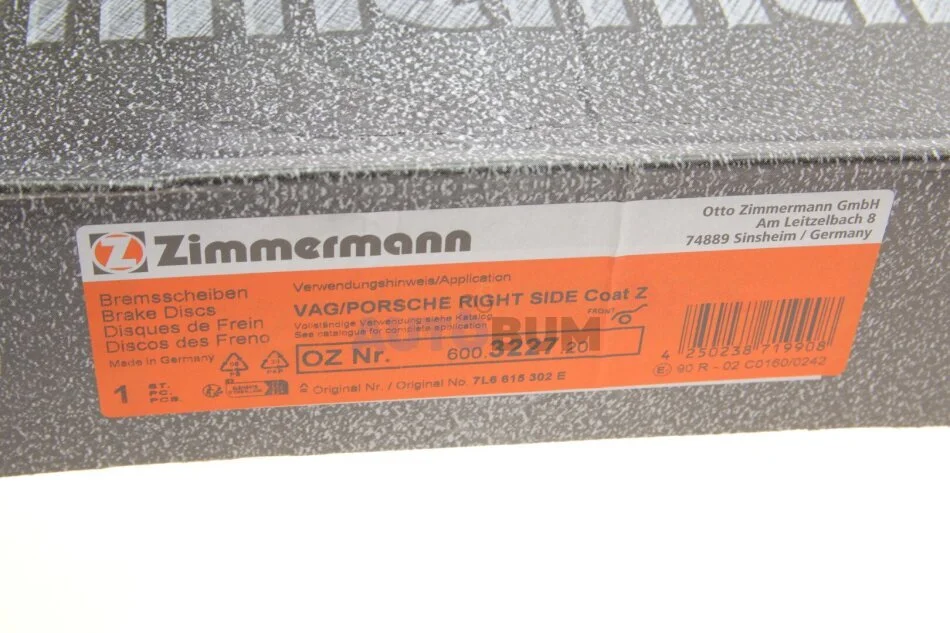 Zimmermann
Otto Zimmermann GmbH
Am Leitzelbach 8
74889 Sinsheim / Germany
Bremsscheiben
Brake Discs
Disques de Frein
Discos del Freno
Made in Germany
1
ST.
PC.
PCS.
Verwendungshinweis/Application
VAG/PORSCHE RIGHT SIDE Coat Z
Vollständige Verwendung siehe Katalog
See catalogue for complete application
FRONT
AUTOBUM
OZ Nr. 600.3227.20
≙ Original Nr. / Original No. 7L6 615 302 E
4 250238 719908
90 R - 02 C0160/0242